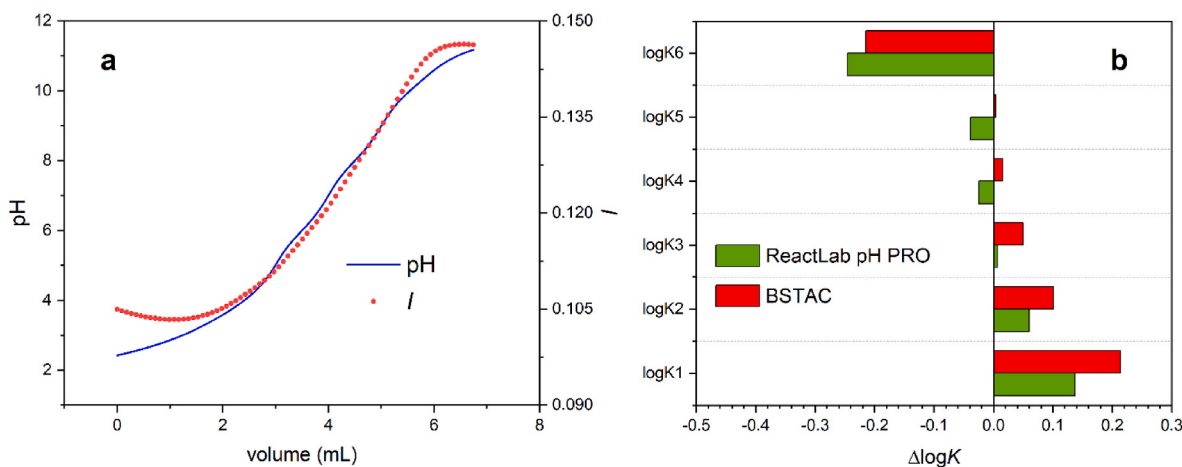 a
12
10
8
6
4
2
pH
0.150
0.135
0.120
0.105
0.090
I
pH
I
0
2
4
6
8
volume (mL)
b
logK6
logK5
logK4
logK3
logK2
logK1
ReactLab pH PRO
BSTAC
-0.5
-0.4
-0.3
-0.2
-0.1
0.0
0.1
0.2
0.3
ΔlogK